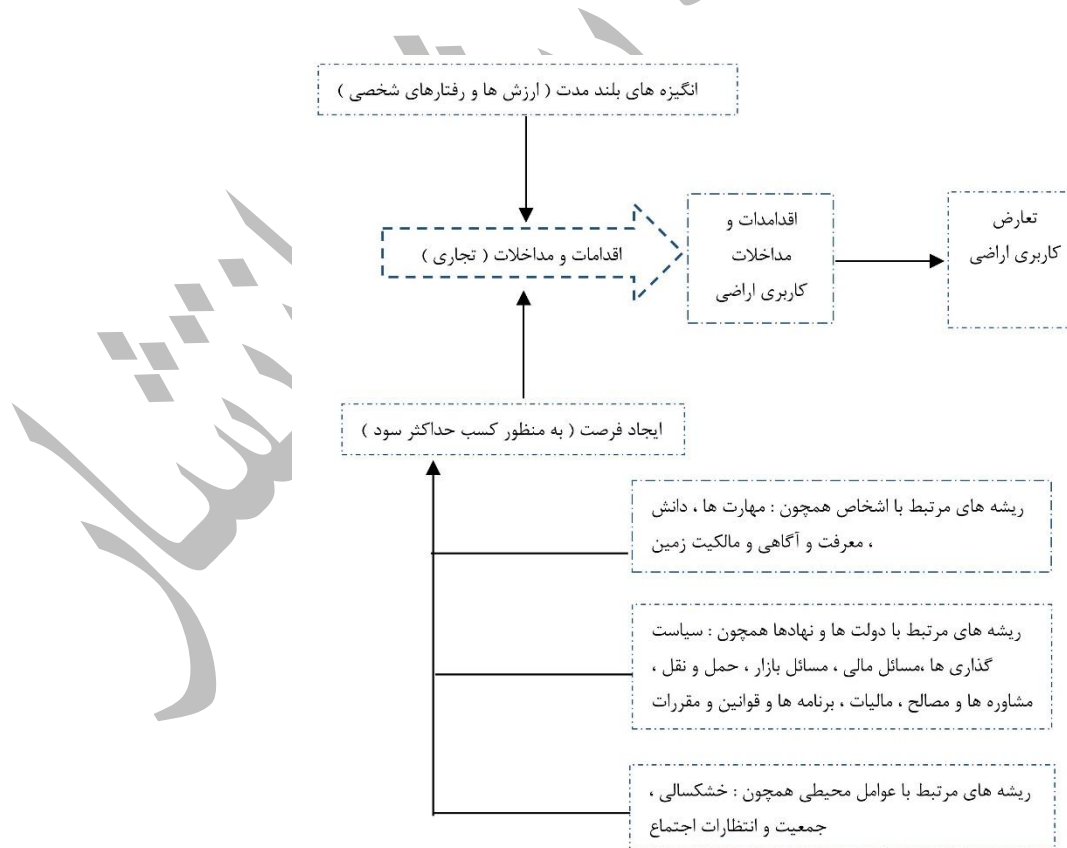 انگیزه های بلند مدت ( ارزش ها و رفتارهای شخصی )
اقدامات و مداخلات ( تجاری )
اقدامدات و
مداخلات
کاربری اراضی
تعارض
کاربری اراضی
ایجاد فرصت ( به منظور کسب حداکثر سود )
ریشه های مرتبط با اشخاص همچون : مهارت ها ، دانش
، معرفت و آگاهی و مالکیت زمین
ریشه های مرتبط با دولت ها و نهادها همچون : سیاست
گذاری ها ،مسائل مالی ، مسائل بازار ، حمل و نقل ،
مشاوره ها و مصالح ، مالیات ، برنامه ها و قوانین و مقررات
ریشه های مرتبط با عوامل محیطی همچون : خشکسالی ،
جمعیت و انتظارات اجتماع